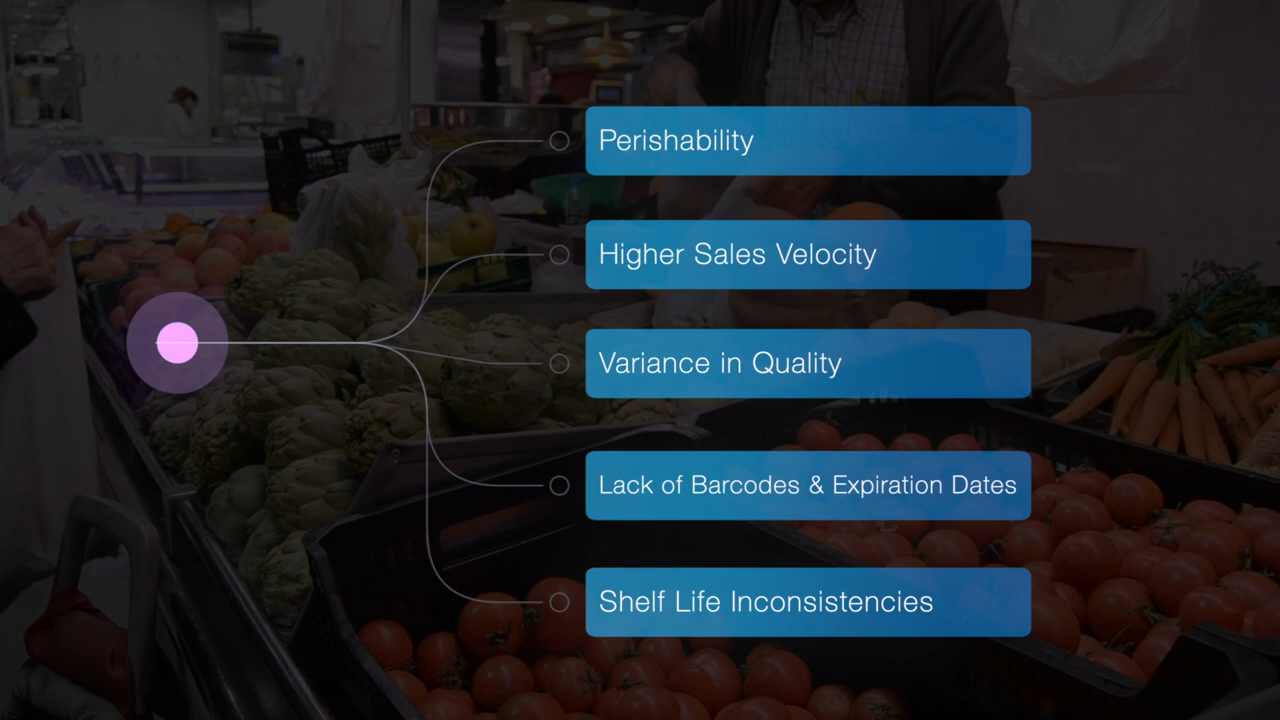 Perishability
Higher Sales Velocity
Variance in Quality
Lack of Barcodes & Expiration Dates
Shelf Life Inconsistencies